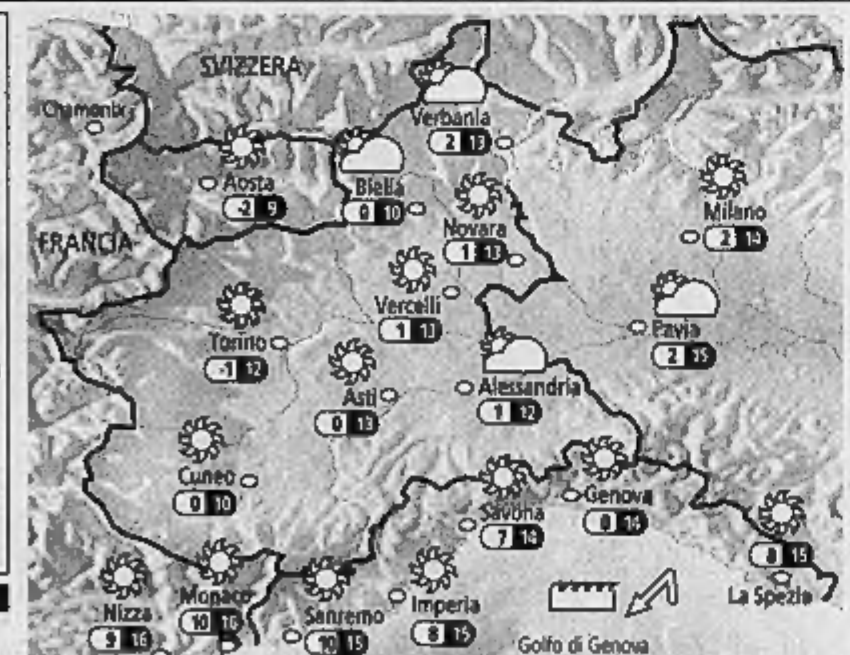 SVIZZERA
Chamonix
Verbania
2 13
Aosta
-2 9
Biella
0 10
Milano
2 14
Novara
1 13
FRANCIA
Vercelli
1 13
Pavia
2 15
Torino
-1 12
Alessandria
1 12
Asti
0 13
Cuneo
0 10
Genova
8 14
Savona
7 14
8 15
La Spezia
Monaco
10 16
Nizza
9 16
Sanremo
10 15
Imperia
8 15
Golfo di Genova